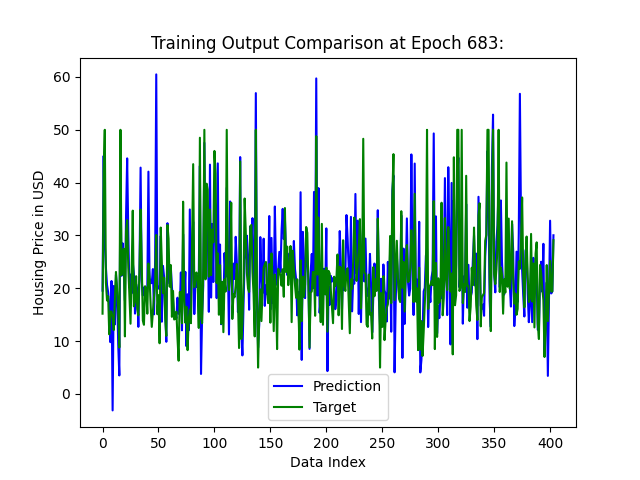 Training Output Comparison at Epoch 683:
60
50
40
30
20
10
0
Housing Price in USD
Prediction
Target
0 50 100 150 200 250 300 350 400
Data Index